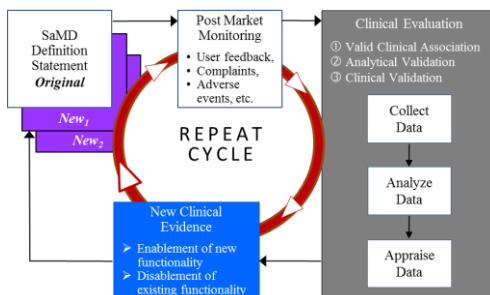 SaMD
Definition
Statement
Original
New1
New2
Post Market
Monitoring
• User feedback,
• Complaints,
• Adverse
events, etc.
REPEAT
CYCLE
New Clinical
Evidence
➢ Enablement of new
functionality
➢ Disablement of
existing functionality
Clinical Evaluation
① Valid Clinical Association
② Analytical Validation
③ Clinical Validation
Collect
Data
Analyze
Data
Appraise
Data